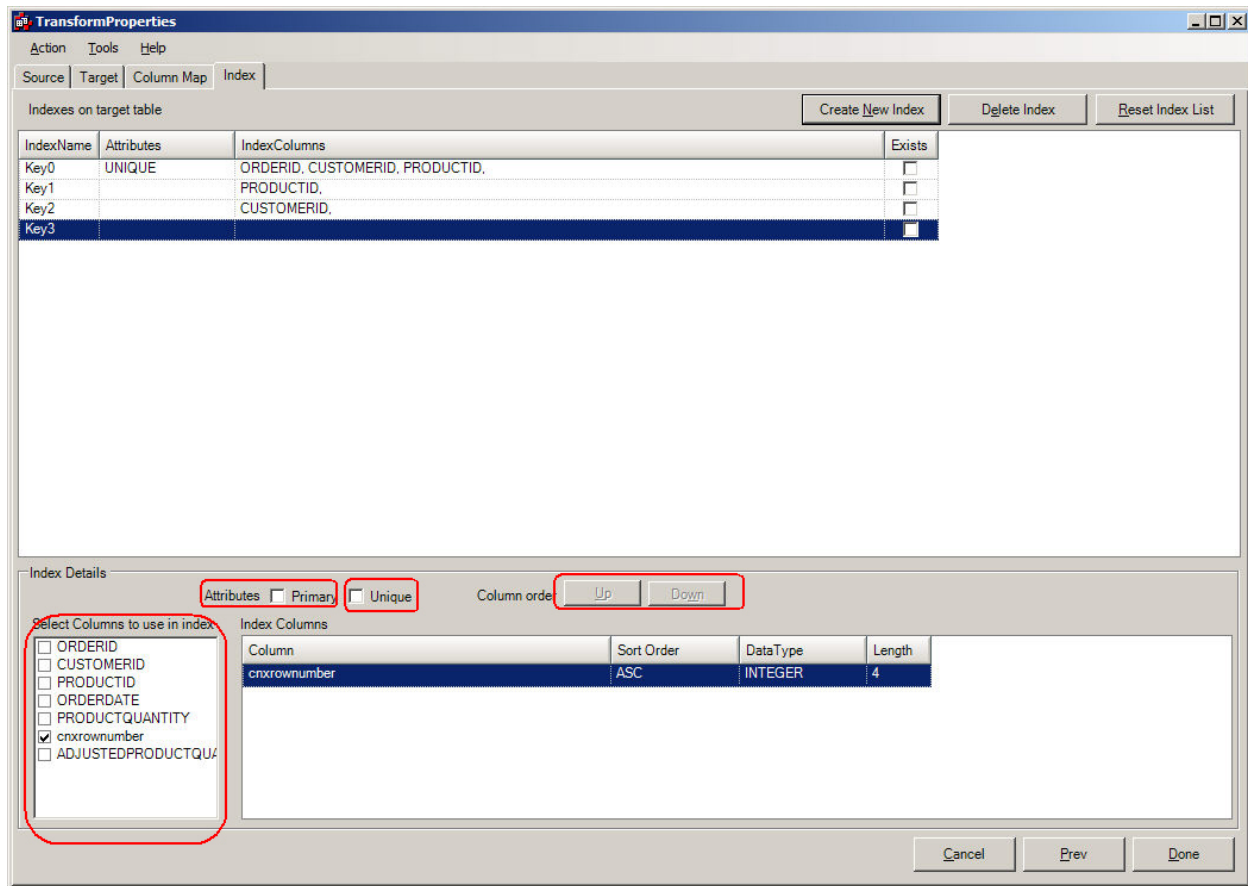 TransformProperties
Action Tools Help
Source Target Column Map Index
Indexes on target table Create New Index Delete Index Reset Index List
IndexName Attributes IndexColumns Exists
Key0 UNIQUE ORDERID, CUSTOMERID, PRODUCTID,
Key1 PRODUCTID,
Key2 CUSTOMERID,
Key3
Index Details
Attributes Primary Unique Column order Up Down
Select Columns to use in index Index Columns
ORDERID
CUSTOMERID
PRODUCTID
ORDERDATE
PRODUCTQUANTITY
cnxrownumber
ADJUSTEDPRODUCTQUA
Column Sort Order DataType Length
cnxrownumber ASC INTEGER 4
Cancel Prev Done